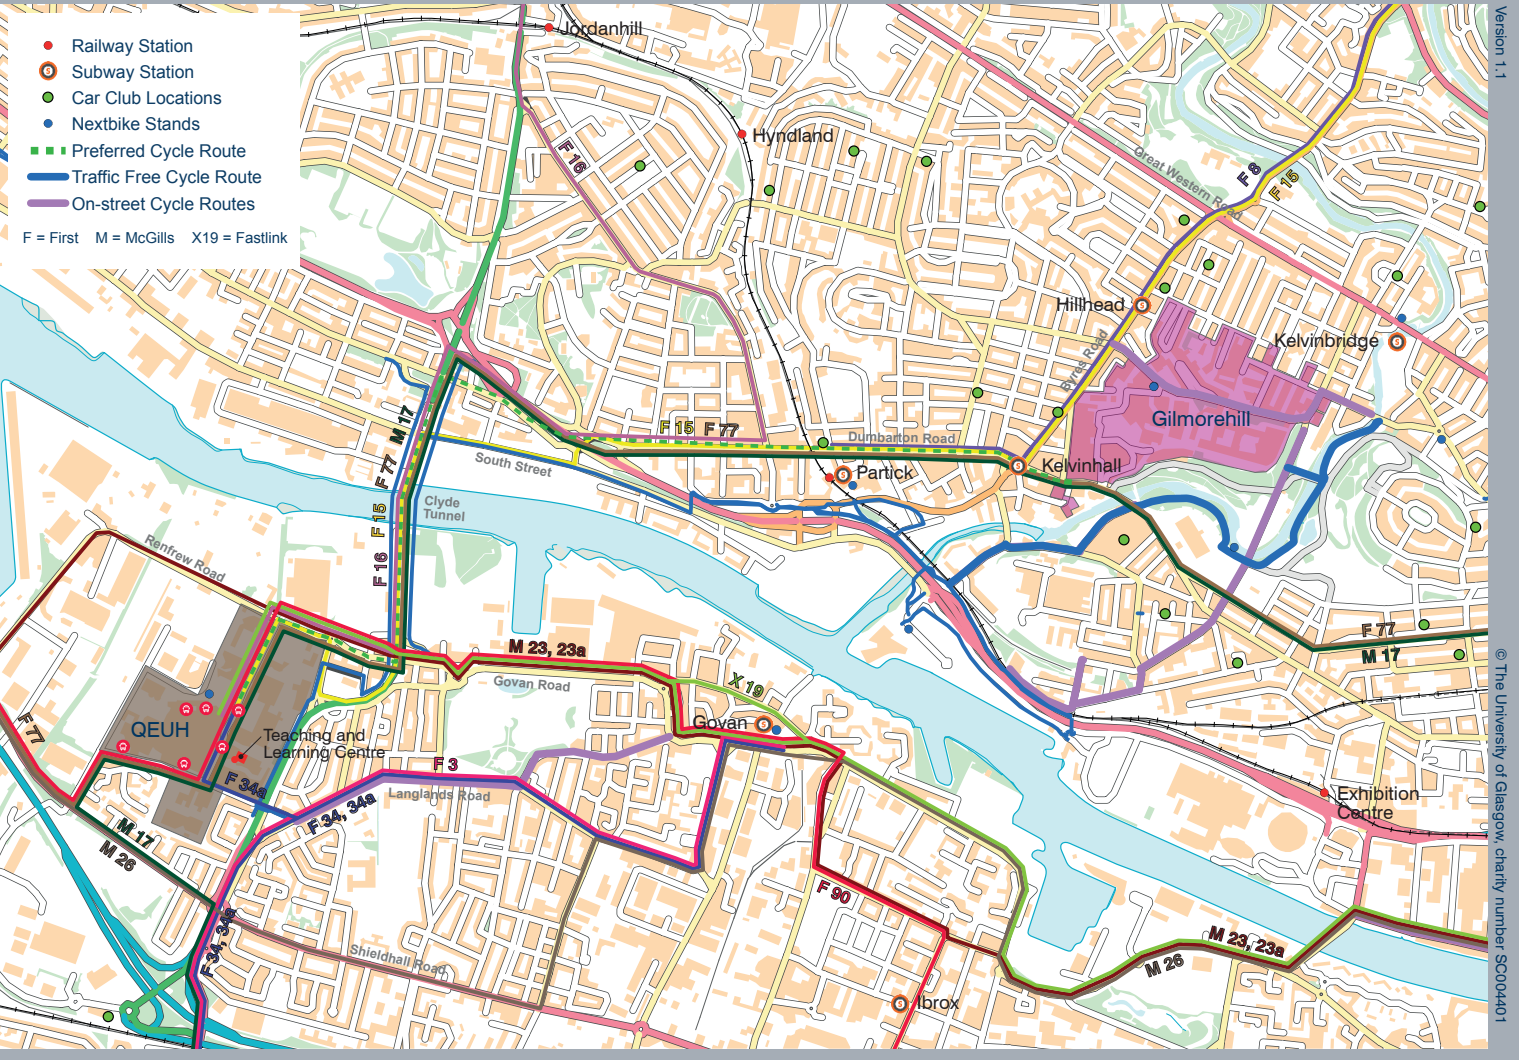 Railway Station
Subway Station
Car Club Locations
Nextbike Stands
Preferred Cycle Route
Traffic Free Cycle Route
On-street Cycle Routes
F = First M = McGills X19 = Fastlink
Jordanhill
Hyndland
F 16
Great Western Road
F 8
F 15
Hillhead
Kelvinbridge
Byres Road
Gilmorehill
M 17
F 15
F 77
Dumbarton Road
Kelvinhall
South Street
Partick
F 77
Clyde
Tunnel
F 15
F 16
Renfrew Road
F 77
M 17
M 23, 23a
Govan Road
X 19
Govan
F 77
QEUH
Teaching and
Learning Centre
F 34a
F 3
Langlands Road
F 34, 34a
Exhibition
Centre
M 17
M 26
F 90
F 34, 34a
Shieldhall Road
M 23, 23a
M 26
Ibrox
Version 1.1
© The University of Glasgow, charity number SC004401